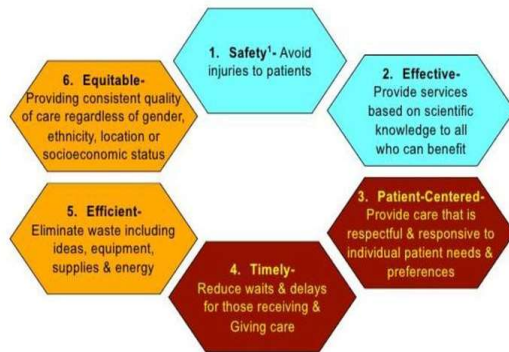 1. Safety¹- Avoid
injuries to patients
2. Effective-
Provide services
based on scientific
knowledge to all
who can benefit
3. Patient-Centered-
Provide care that is
respectful & responsive to
individual patient needs &
preferences
4. Timely-
Reduce waits & delays
for those receiving &
Giving care
5. Efficient-
Eliminate waste including
ideas, equipment,
supplies & energy
6. Equitable-
Providing consistent quality
of care regardless of gender,
ethnicity, location or
socioeconomic status